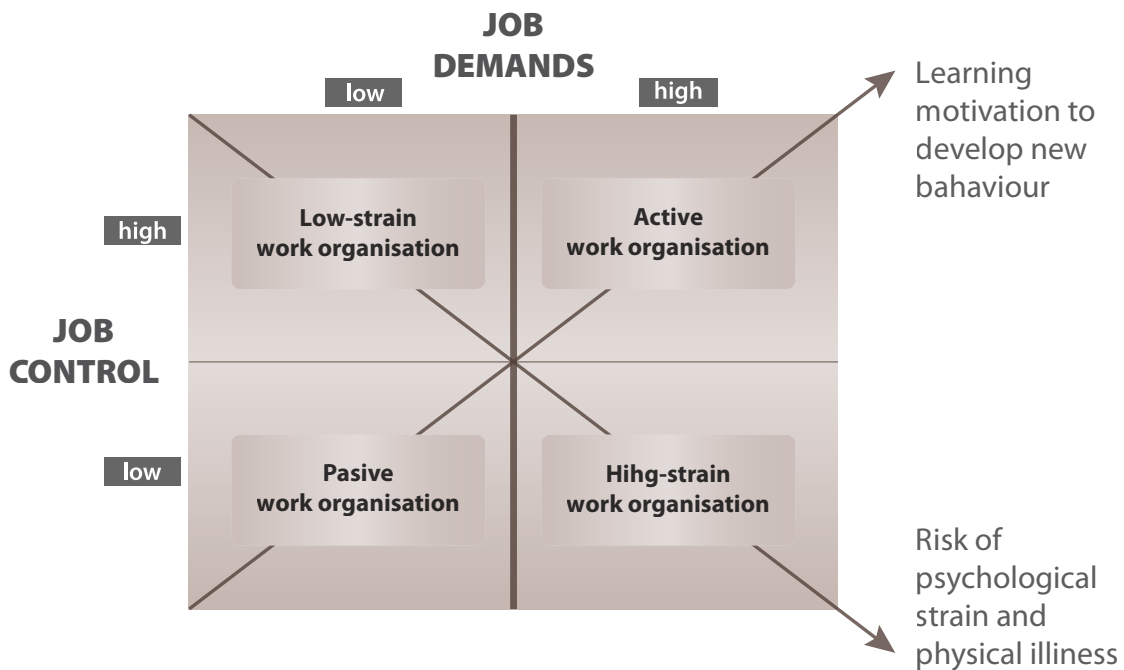 JOB
DEMANDS
low
high
Learning
motivation to
develop new
bahaviour
high
Low-strain
work organisation
Active
work organisation
JOB
CONTROL
low
Pasive
work organisation
Hihg-strain
work organisation
Risk of
psychological
strain and
physical illiness